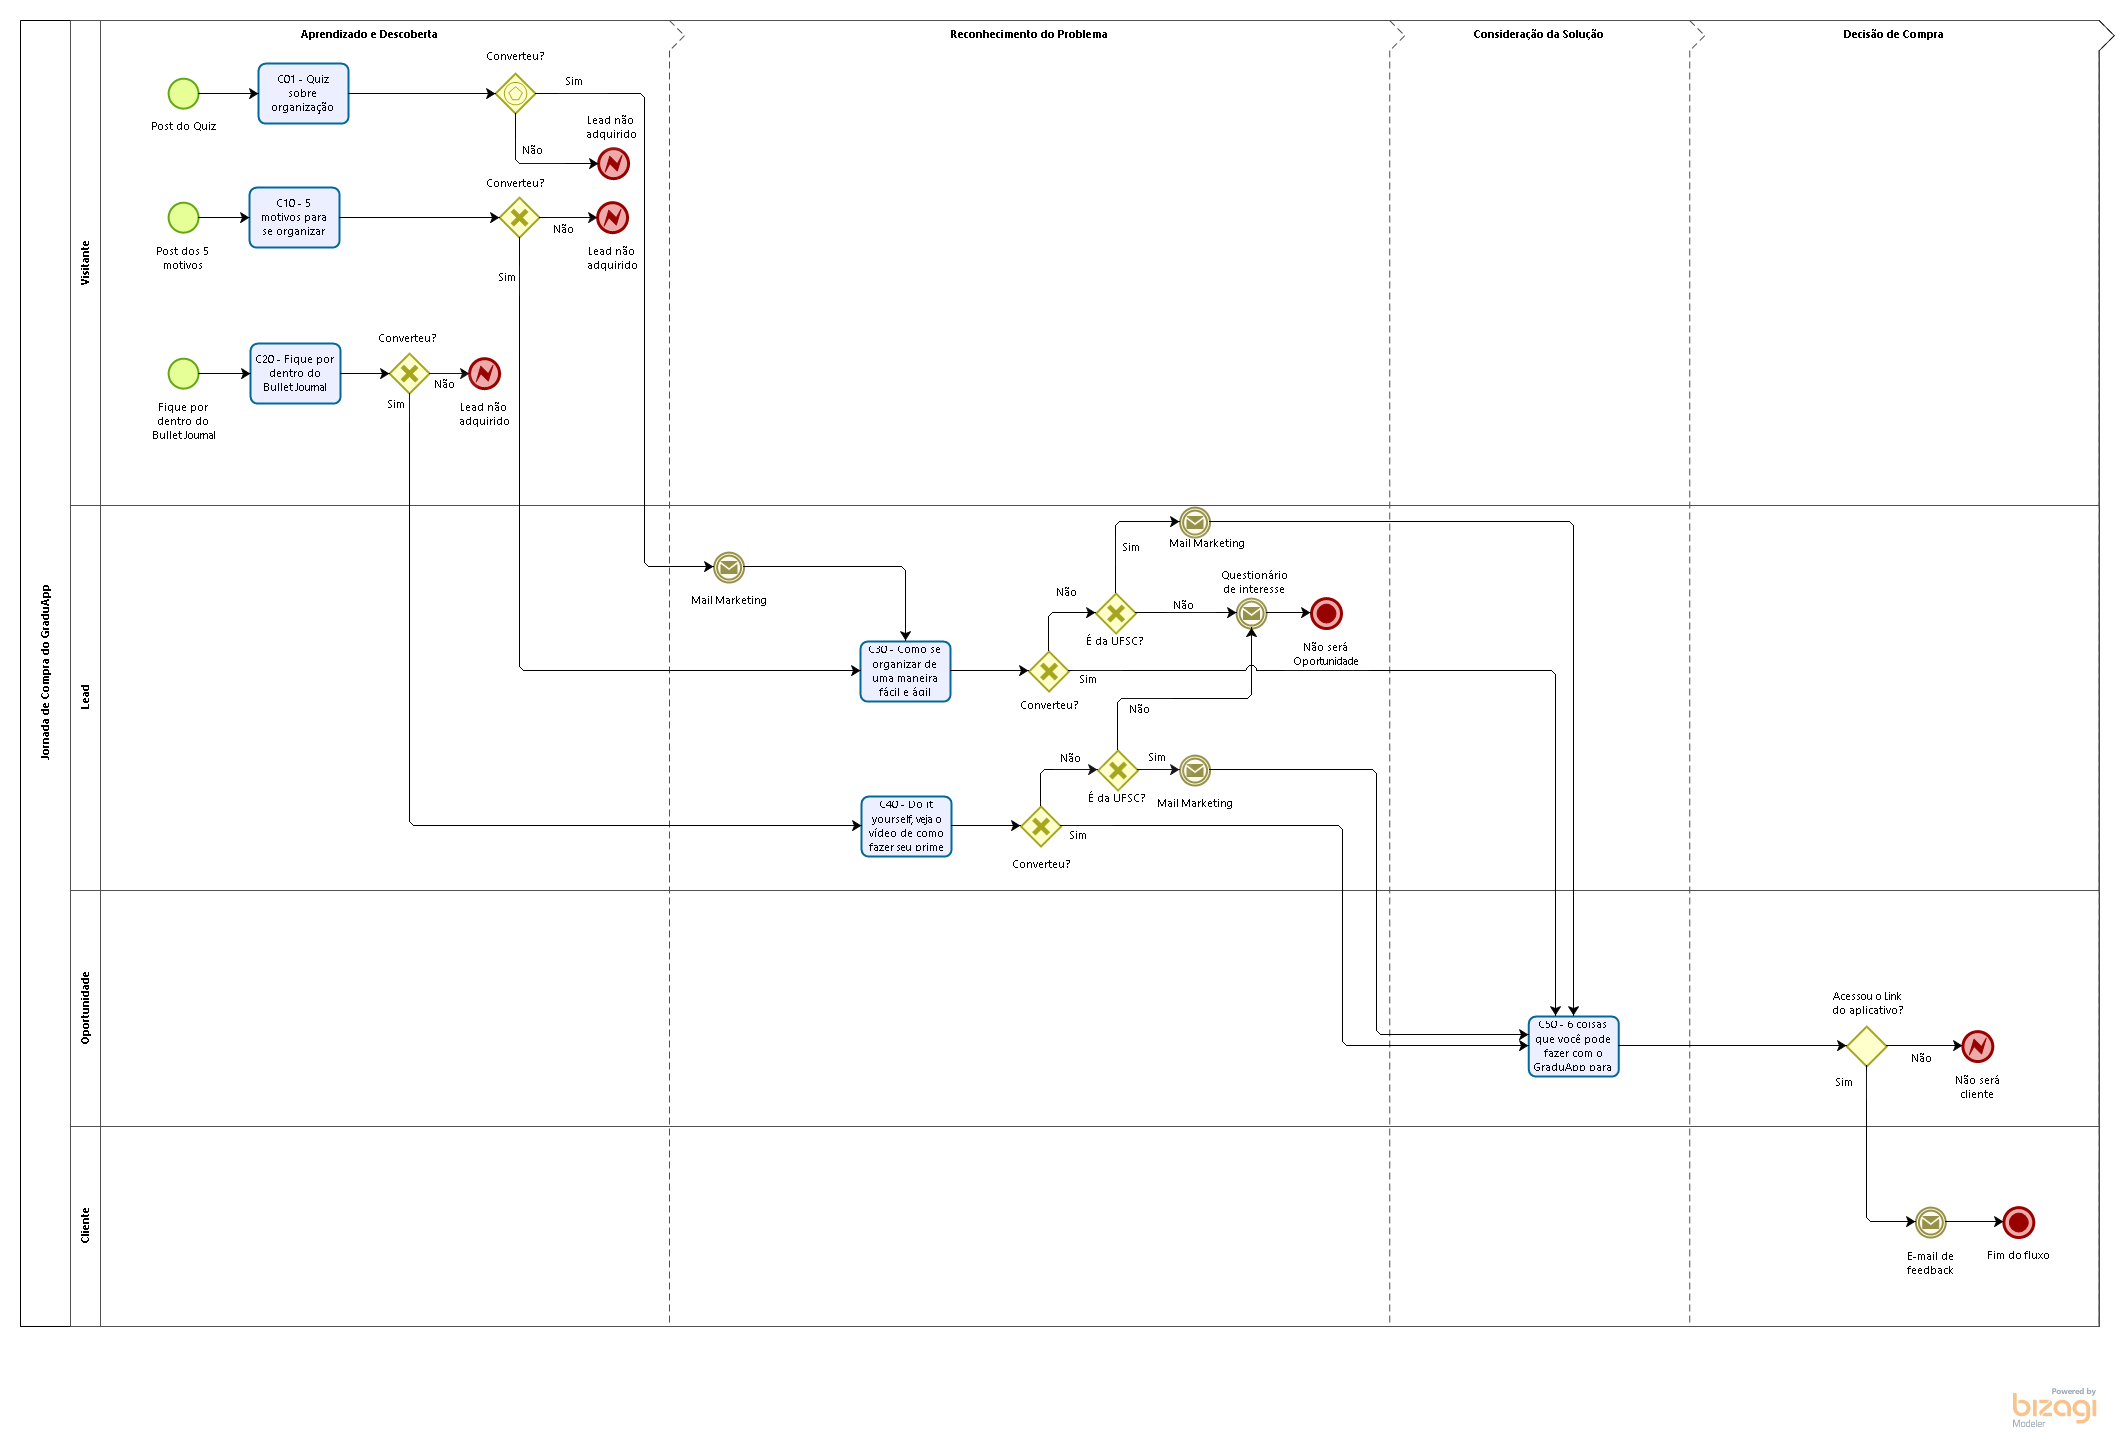 Aprendizado e Descoberta
Reconhecimento do Problema
Consideração da Solução
Decisão de Compra
Jornada de Compra do GraduApp
Visitante
Post do Quiz
C01 - Quiz
sobre
organização
Converteu?
Sim
Não
Lead não
adquirido
Post dos 5
motivos
C10 - 5
motivos para
se organizar
Converteu?
Não
Sim
Lead não
adquirido
Fique por
dentro do
Bullet Journal
C20 - Fique por
dentro do
Bullet Journal
Converteu?
Não
Sim
Lead não
adquirido
Lead
Mail Marketing
C30 - Como se
organizar de
uma maneira
fácil e ágil
Converteu?
Não
Sim
É da UFSC?
Sim
Não
Mail Marketing
Questionário
de interesse
Não será
Oportunidade
C40 - Do it
yourself, veja o
vídeo de como
fazer seu prime
Converteu?
Não
Sim
É da UFSC?
Não
Sim
Mail Marketing
Oportunidade
C50 - 6 coisas
que você pode
fazer com o
GraduApp para
Acessou o link
do aplicativo?
Não
Sim
Não será
cliente
Cliente
E-mail de
feedback
Fim do fluxo
Powered by
bizagi
Modeler